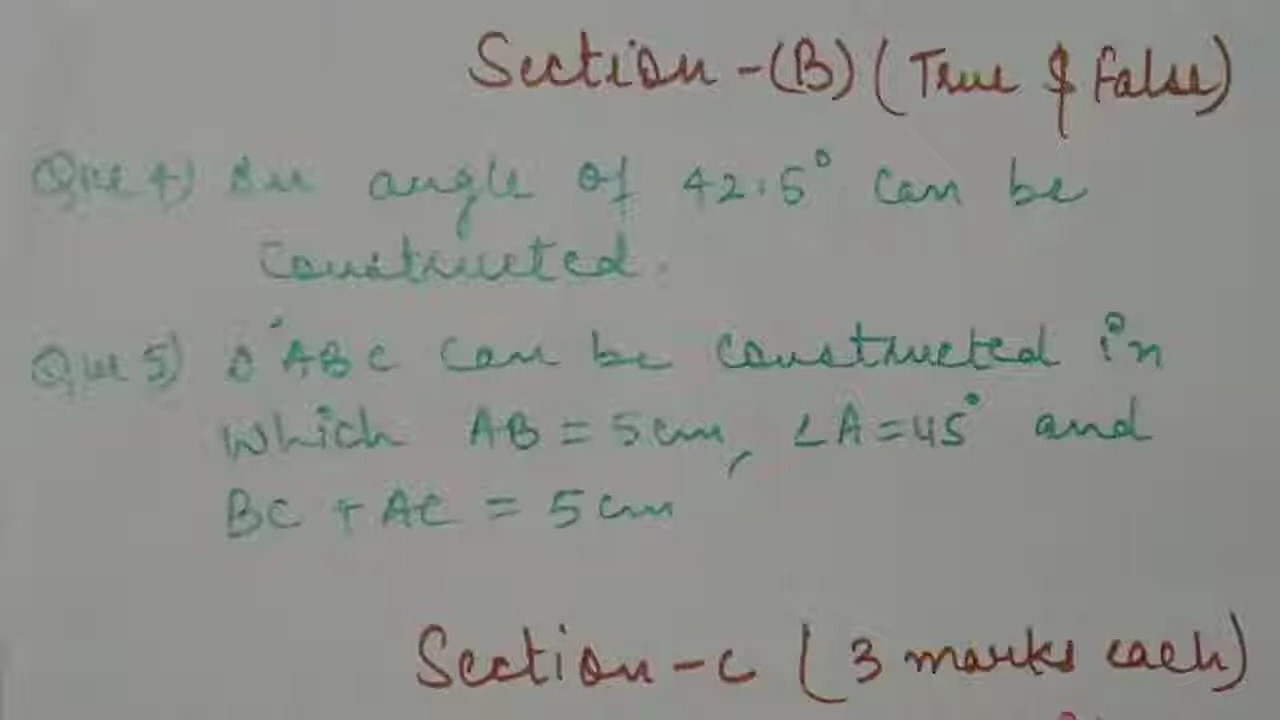 Section -(B) (True & False)
Que 4) An angle of 42.5° can be
constructed.
Que 5) Δ ABC can be constructed in
which AB = 5cm, ∠A = 45° and
BC + AC = 5cm
Section - C ( 3 marks each)